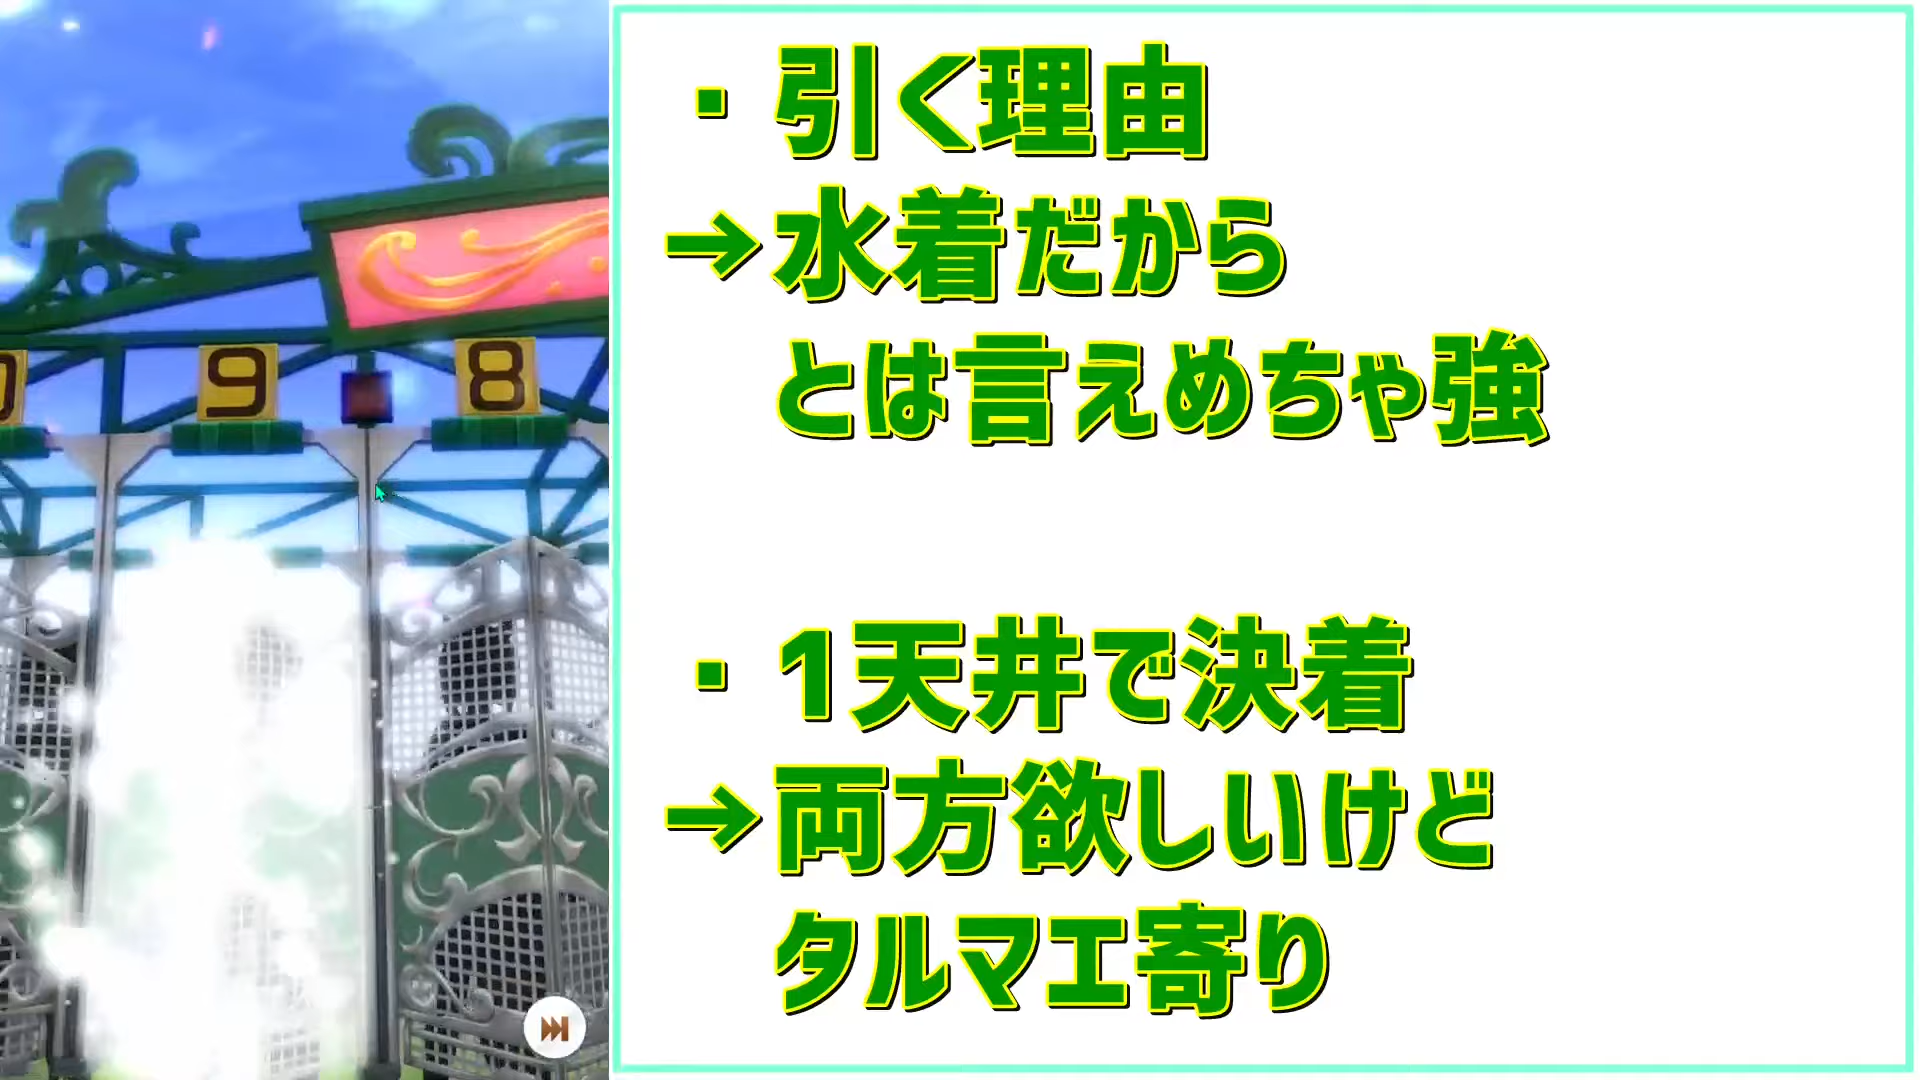 ・引く理由
→水着だから
とは言えめちゃ強
・1天井で決着
→両方欲しいけど
タルマエ寄り
9
8